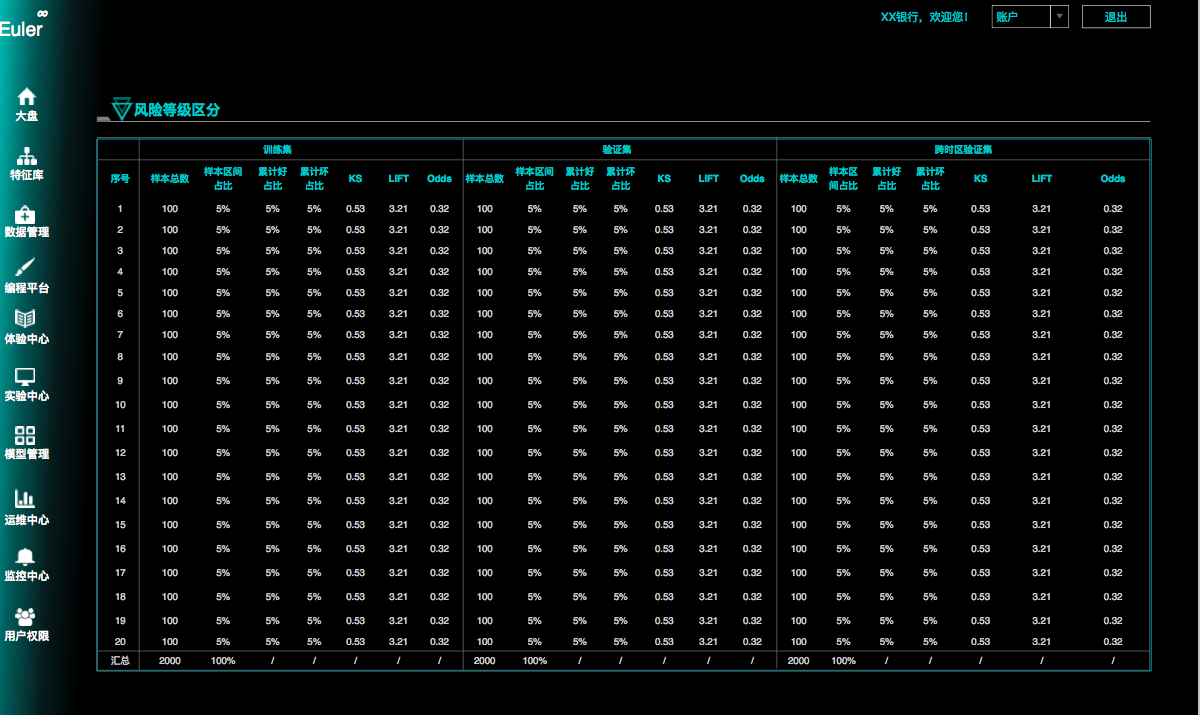 ∞
Euler
XX银行，欢迎您！ 账户 退出
大盘
特征库
数据管理
编程平台
体验中心
实验中心
模型管理
运维中心
监控中心
用户权限
风险等级区分
训练集 验证集 跨时区验证集
序号 样本总数 样本区间占比 累计好占比 累计坏占比 KS LIFT Odds 样本总数 样本区间占比 累计好占比 累计坏占比 KS LIFT Odds 样本总数 样本区间占比 累计好占比 累计坏占比 KS LIFT Odds
1 100 5% 5% 5% 0.53 3.21 0.32 100 5% 5% 5% 0.53 3.21 0.32 100 5% 5% 5% 0.53 3.21 0.32
2 100 5% 5% 5% 0.53 3.21 0.32 100 5% 5% 5% 0.53 3.21 0.32 100 5% 5% 5% 0.53 3.21 0.32
3 100 5% 5% 5% 0.53 3.21 0.32 100 5% 5% 5% 0.53 3.21 0.32 100 5% 5% 5% 0.53 3.21 0.32
4 100 5% 5% 5% 0.53 3.21 0.32 100 5% 5% 5% 0.53 3.21 0.32 100 5% 5% 5% 0.53 3.21 0.32
5 100 5% 5% 5% 0.53 3.21 0.32 100 5% 5% 5% 0.53 3.21 0.32 100 5% 5% 5% 0.53 3.21 0.32
6 100 5% 5% 5% 0.53 3.21 0.32 100 5% 5% 5% 0.53 3.21 0.32 100 5% 5% 5% 0.53 3.21 0.32
7 100 5% 5% 5% 0.53 3.21 0.32 100 5% 5% 5% 0.53 3.21 0.32 100 5% 5% 5% 0.53 3.21 0.32
8 100 5% 5% 5% 0.53 3.21 0.32 100 5% 5% 5% 0.53 3.21 0.32 100 5% 5% 5% 0.53 3.21 0.32
9 100 5% 5% 5% 0.53 3.21 0.32 100 5% 5% 5% 0.53 3.21 0.32 100 5% 5% 5% 0.53 3.21 0.32
10 100 5% 5% 5% 0.53 3.21 0.32 100 5% 5% 5% 0.53 3.21 0.32 100 5% 5% 5% 0.53 3.21 0.32
11 100 5% 5% 5% 0.53 3.21 0.32 100 5% 5% 5% 0.53 3.21 0.32 100 5% 5% 5% 0.53 3.21 0.32
12 100 5% 5% 5% 0.53 3.21 0.32 100 5% 5% 5% 0.53 3.21 0.32 100 5% 5% 5% 0.53 3.21 0.32
13 100 5% 5% 5% 0.53 3.21 0.32 100 5% 5% 5% 0.53 3.21 0.32 100 5% 5% 5% 0.53 3.21 0.32
14 100 5% 5% 5% 0.53 3.21 0.32 100 5% 5% 5% 0.53 3.21 0.32 100 5% 5% 5% 0.53 3.21 0.32
15 100 5% 5% 5% 0.53 3.21 0.32 100 5% 5% 5% 0.53 3.21 0.32 100 5% 5% 5% 0.53 3.21 0.32
16 100 5% 5% 5% 0.53 3.21 0.32 100 5% 5% 5% 0.53 3.21 0.32 100 5% 5% 5% 0.53 3.21 0.32
17 100 5% 5% 5% 0.53 3.21 0.32 100 5% 5% 5% 0.53 3.21 0.32 100 5% 5% 5% 0.53 3.21 0.32
18 100 5% 5% 5% 0.53 3.21 0.32 100 5% 5% 5% 0.53 3.21 0.32 100 5% 5% 5% 0.53 3.21 0.32
19 100 5% 5% 5% 0.53 3.21 0.32 100 5% 5% 5% 0.53 3.21 0.32 100 5% 5% 5% 0.53 3.21 0.32
20 100 5% 5% 5% 0.53 3.21 0.32 100 5% 5% 5% 0.53 3.21 0.32 100 5% 5% 5% 0.53 3.21 0.32
汇总 2000 100% / / / / / 2000 100% / / / / / 2000 100% / / / / /